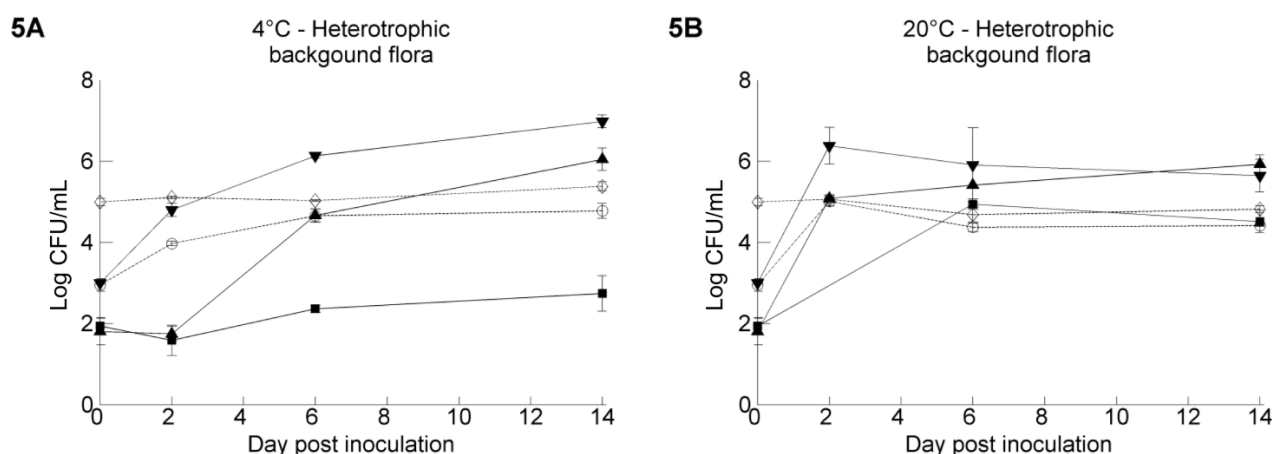 5A
4°C - Heterotrophic
backgound flora
8
6
4
2
0
Log CFU/mL
0 2 4 6 8 10 12 14
Day post inoculation
5B
20°C - Heterotrophic
backgound flora
8
6
4
2
0
Log CFU/mL
0 2 4 6 8 10 12 14
Day post inoculation